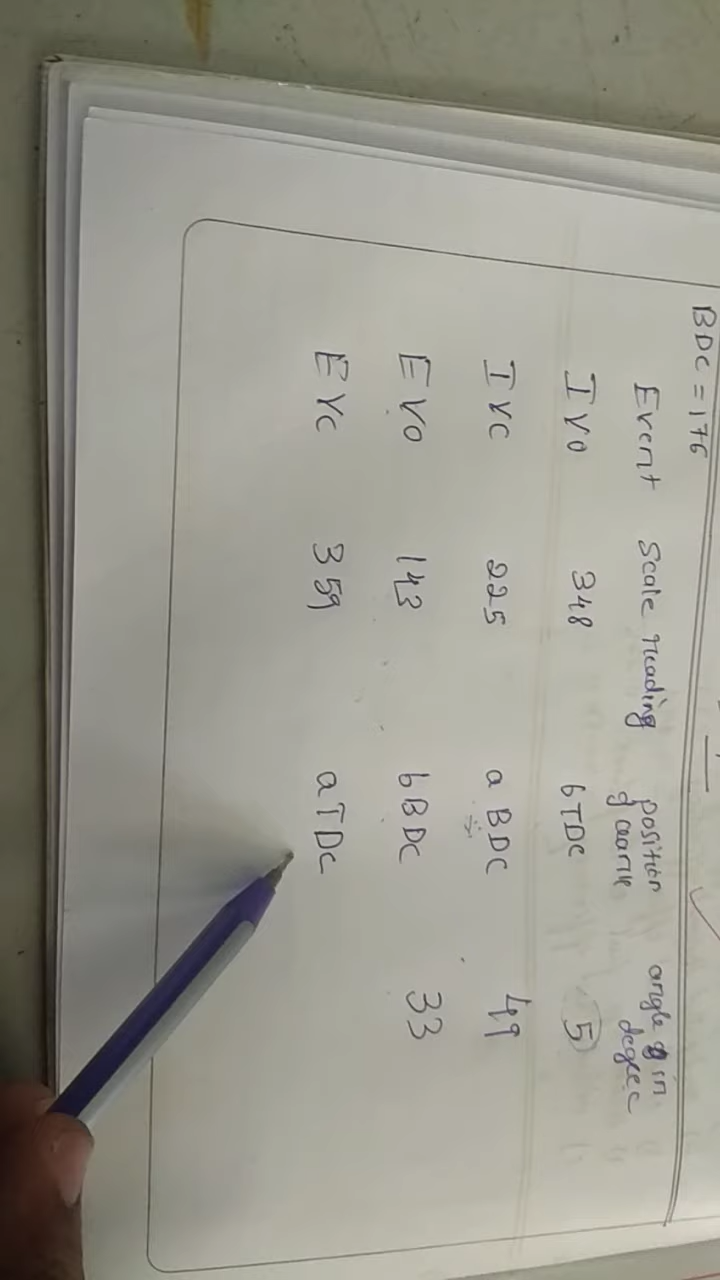 BDC = 176
Event Scale reading position of crank angle in degree
IVO 348 bTDC 5
IVC 225 a BDC 49
EVO 143 bBDC 33
EVC 359 aTDC